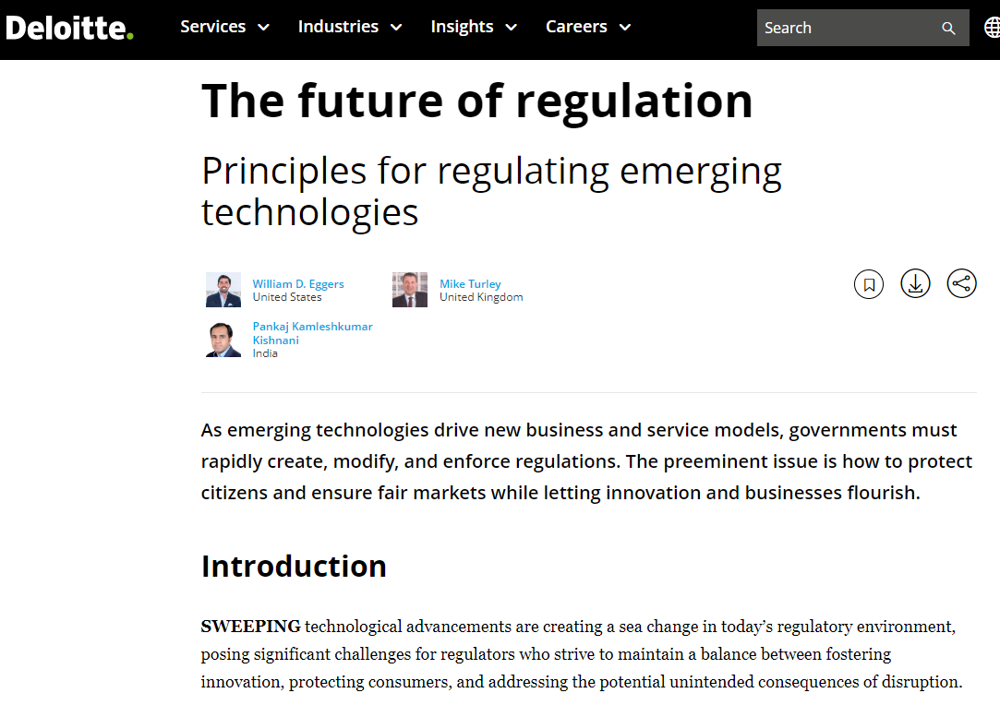 Deloitte.
Services
Industries
Insights
Careers
Search
The future of regulation
Principles for regulating emerging
technologies
William D. Eggers
United States
Mike Turley
United Kingdom
Pankaj Kamleshkumar
Kishnani
India
As emerging technologies drive new business and service models, governments must
rapidly create, modify, and enforce regulations. The preeminent issue is how to protect
citizens and ensure fair markets while letting innovation and businesses flourish.
Introduction
SWEEPING technological advancements are creating a sea change in today’s regulatory environment,
posing significant challenges for regulators who strive to maintain a balance between fostering
innovation, protecting consumers, and addressing the potential unintended consequences of disruption.